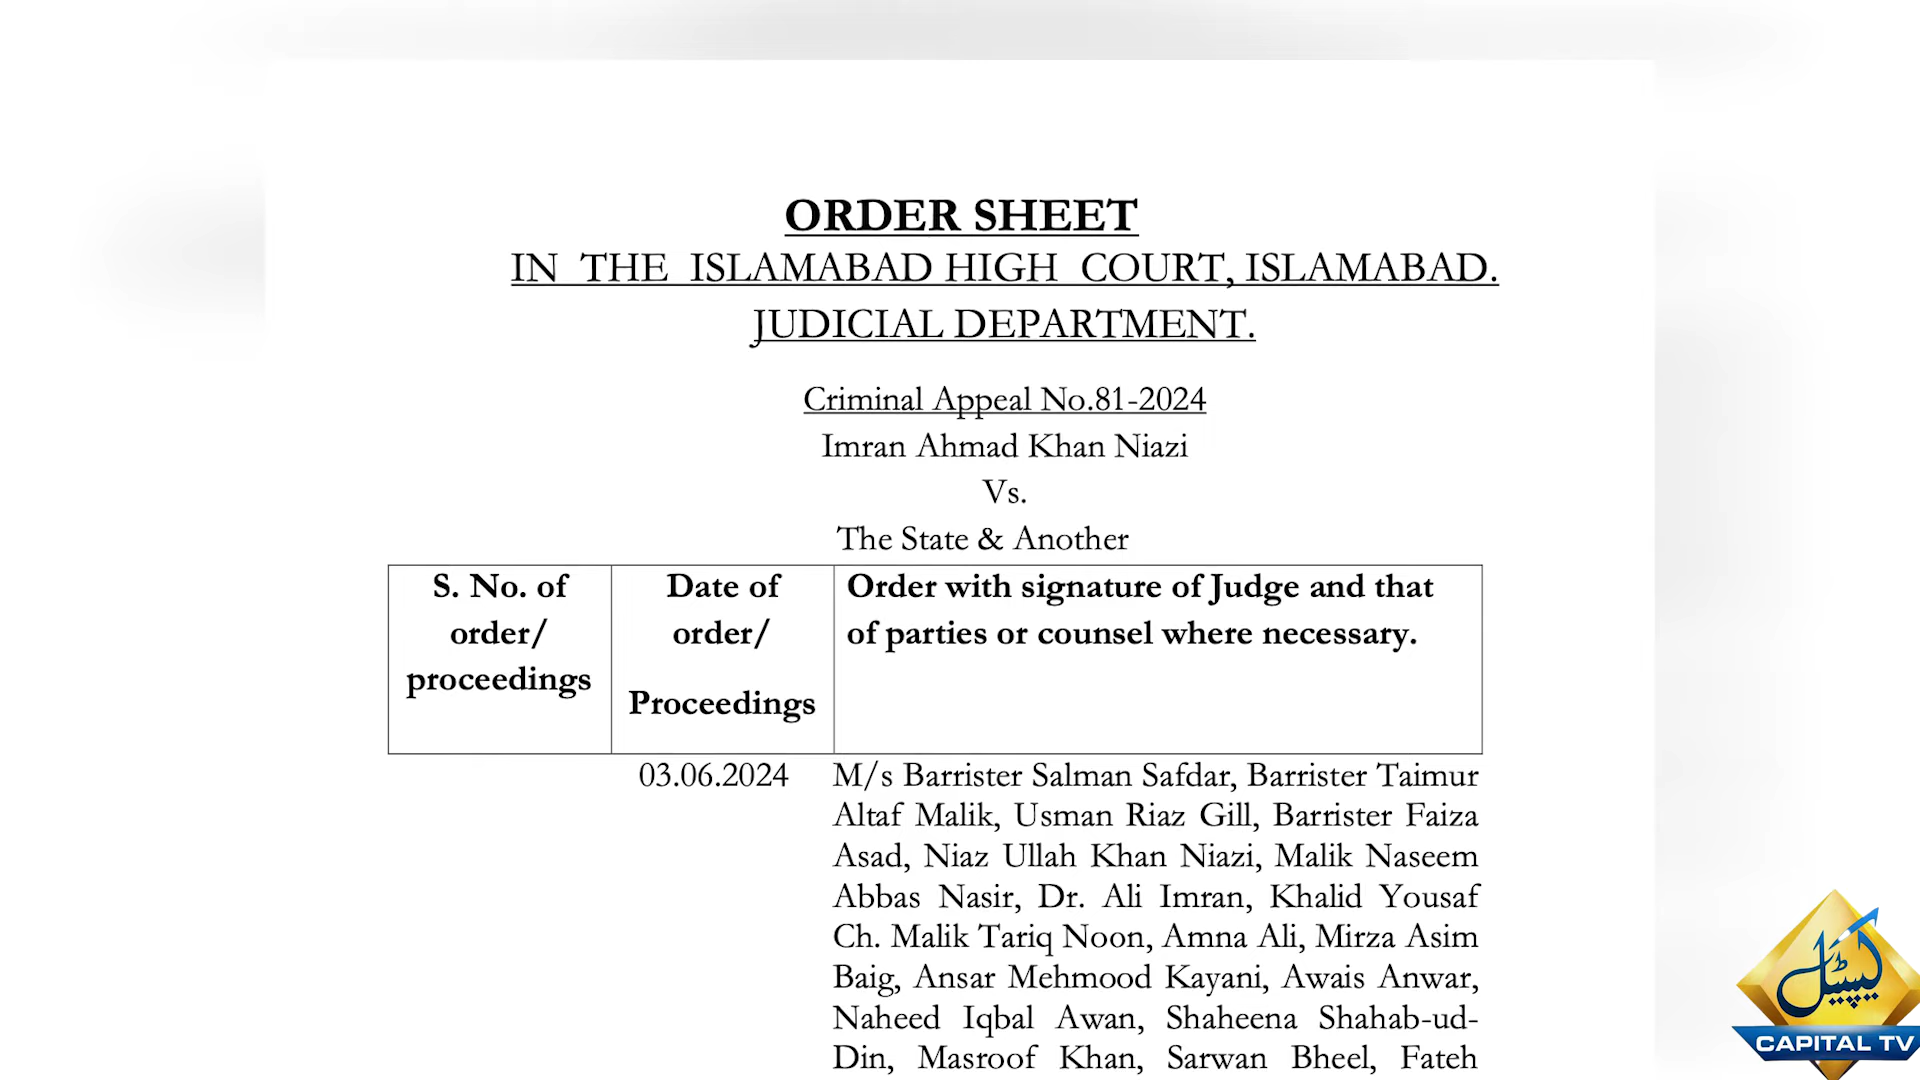 ORDER SHEET
IN THE ISLAMABAD HIGH COURT, ISLAMABAD.
JUDICIAL DEPARTMENT.
Criminal Appeal No.81-2024
Imran Ahmad Khan Niazi
Vs.
The State & Another
S. No. of
order/
proceedings
Date of
order/
Proceedings
Order with signature of Judge and that
of parties or counsel where necessary.
03.06.2024
M/s Barrister Salman Safdar, Barrister Taimur
Altaf Malik, Usman Riaz Gill, Barrister Faiza
Asad, Niaz Ullah Khan Niazi, Malik Naseem
Abbas Nasir, Dr. Ali Imran, Khalid Yousaf
Ch. Malik Tariq Noon, Amna Ali, Mirza Asim
Baig, Ansar Mehmood Kayani, Awais Anwar,
Naheed Iqbal Awan, Shaheena Shahab-ud-
Din, Masroof Khan, Sarwan Bheel, Fateh
کیپیٹل
CAPITAL TV